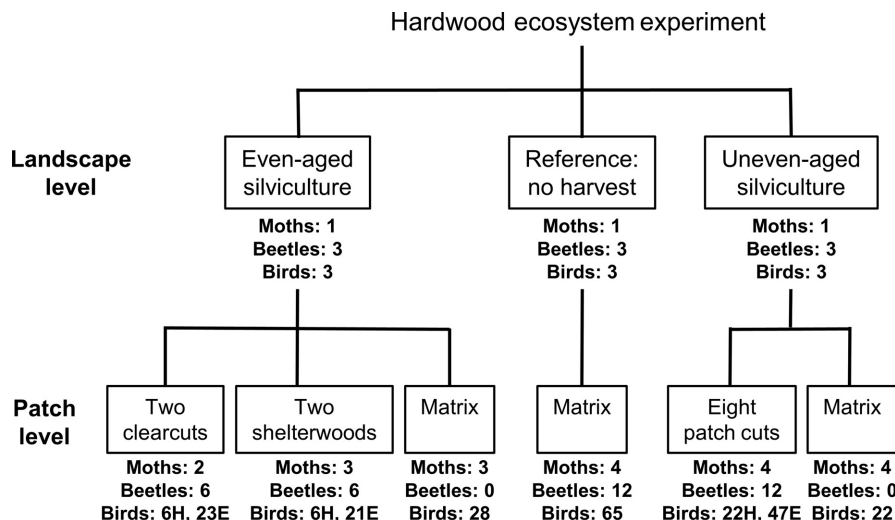 Hardwood ecosystem experiment
Landscape
level
Even-aged
silviculture
Reference:
no harvest
Uneven-aged
silviculture
Moths: 1
Beetles: 3
Birds: 3
Moths: 1
Beetles: 3
Birds: 3
Moths: 1
Beetles: 3
Birds: 3
Patch
level
Two
clearcuts
Two
shelterwoods
Matrix
Matrix
Eight
patch cuts
Matrix
Moths: 2
Beetles: 6
Birds: 6H, 23E
Moths: 3
Beetles: 6
Birds: 6H, 21E
Moths: 3
Beetles: 0
Birds: 28
Moths: 4
Beetles: 12
Birds: 65
Moths: 4
Beetles: 12
Birds: 22H, 47E
Moths: 4
Beetles: 0
Birds: 22